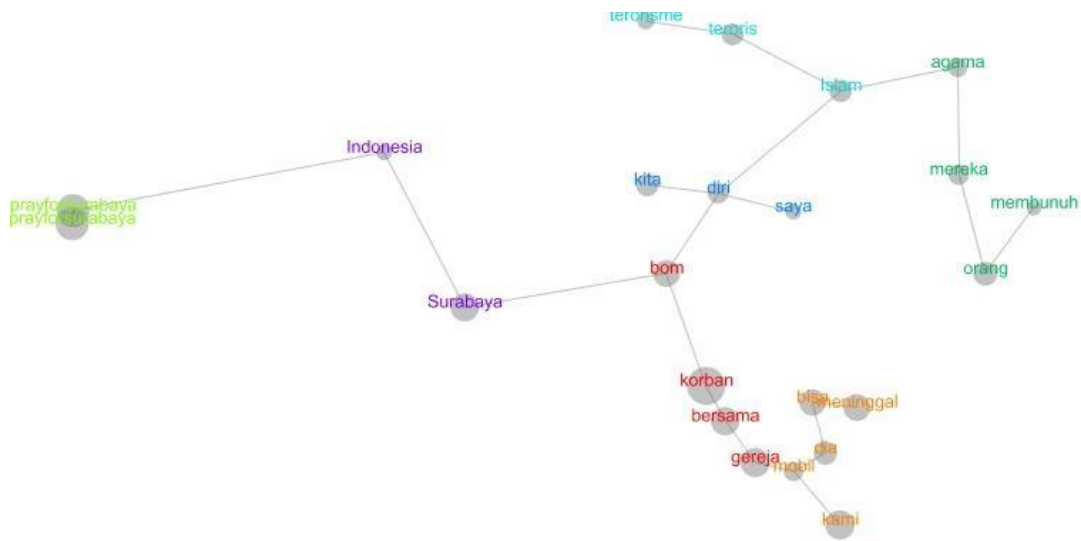 terorisme
teroris
agama
Islam
Indonesia
mereka
kita
diri
saya
membunuh
prayforsurabaya
prayforsurabaya
bom
orang
Surabaya
korban
bisa
meninggal
bersama
dia
gereja
mobil
kami